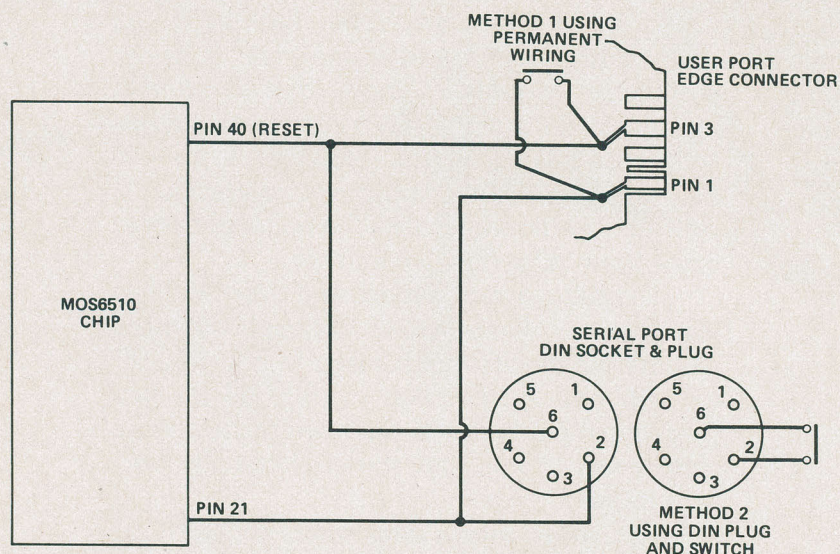 METHOD 1 USING
PERMANENT
WIRING
USER PORT
EDGE CONNECTOR
PIN 40 (RESET)
PIN 3
PIN 1
MOS6510
CHIP
SERIAL PORT
DIN SOCKET & PLUG
5
1
6
4
2
3
5
1
6
4
2
3
PIN 21
METHOD 2
USING DIN PLUG
AND SWITCH